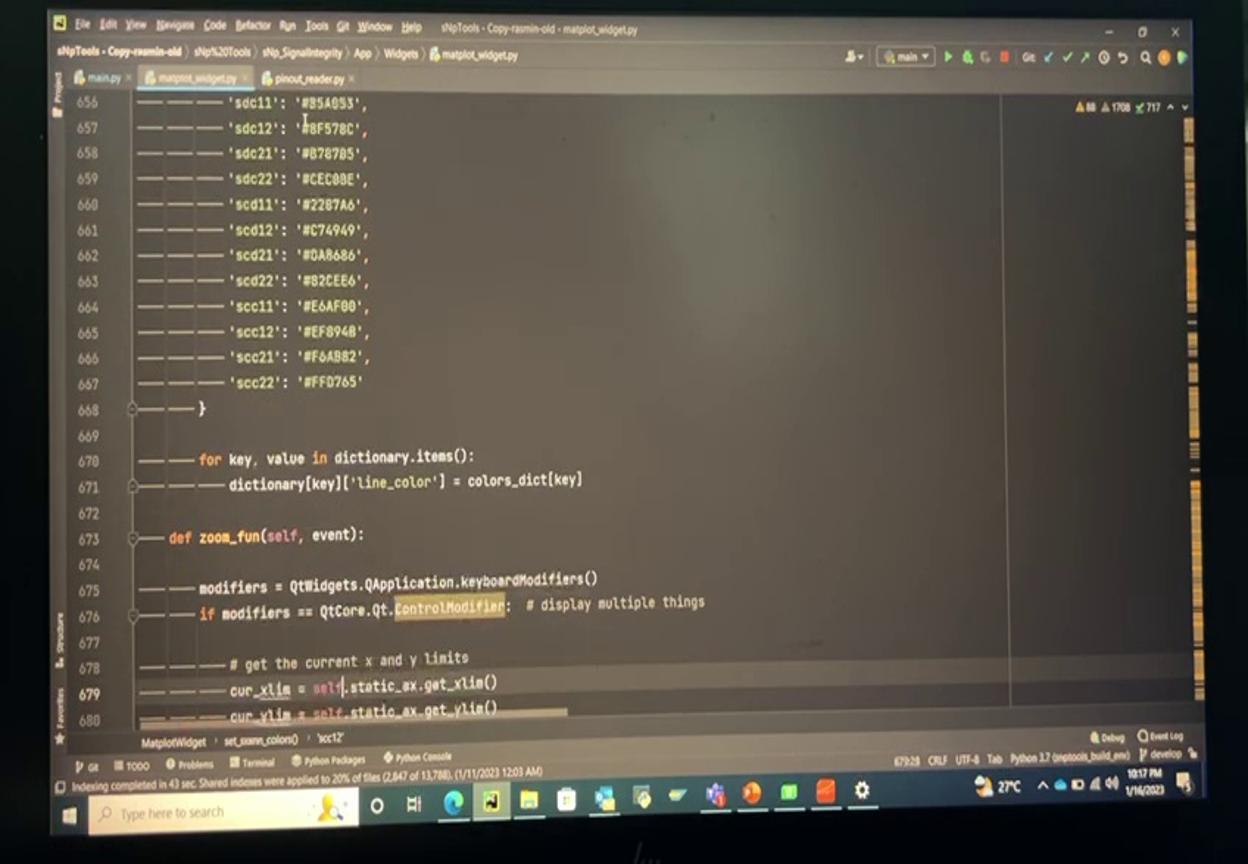 File Edit View Navigate Code Refactor Run Tools Git Window Help sNpTools - Copy-rasmin-old - matplot_widget.py
sNpTools - Copy-rasmin-old sNp%20Tools sNp_SignalIntegrity App Widgets matplot_widget.py main Git:
main.py matplot_widget.py pinout_reader.py
Project
88 1708 717
656 'sdc11': '#B5A053',
657 'sdc12': '#8F578C',
658 'sdc21': '#B787B5',
659 'sdc22': '#CEC08E',
660 'scd11': '#2287A6',
661 'scd12': '#C74949',
662 'scd21': '#DA8686',
663 'scd22': '#82CEE6',
664 'scc11': '#E6AF00',
665 'scc12': '#EF894B',
666 'scc21': '#F6AB82',
667 'scc22': '#FFD765'
668 }
669
670 for key, value in dictionary.items():
671 dictionary[key]['line_color'] = colors_dict[key]
672
673 def zoom_fun(self, event):
674
675 modifiers = QtWidgets.QApplication.keyboardModifiers()
676 if modifiers == QtCore.Qt.ControlModifier: # display multiple things
677
678 # get the current x and y limits
679 cur_xlim = self.static_ax.get_xlim()
680 cur_ylim = self.static_ax.get_ylim()
Structure
Favorites
MatplotWidget set_mxnn_colors() 'scc12'
Git TODO Problems Terminal Python Packages Python Console Debug Event Log
Indexing completed in 43 sec. Shared indexes were applied to 20% of files (2,847 of 13,788). (1/11/2023 12:03 AM) 679:28 CRLF UTF-8 Tab Python 3.7 (snptools_build_env) develop
Type here to search 27°C 10:17 PM
1/16/2023